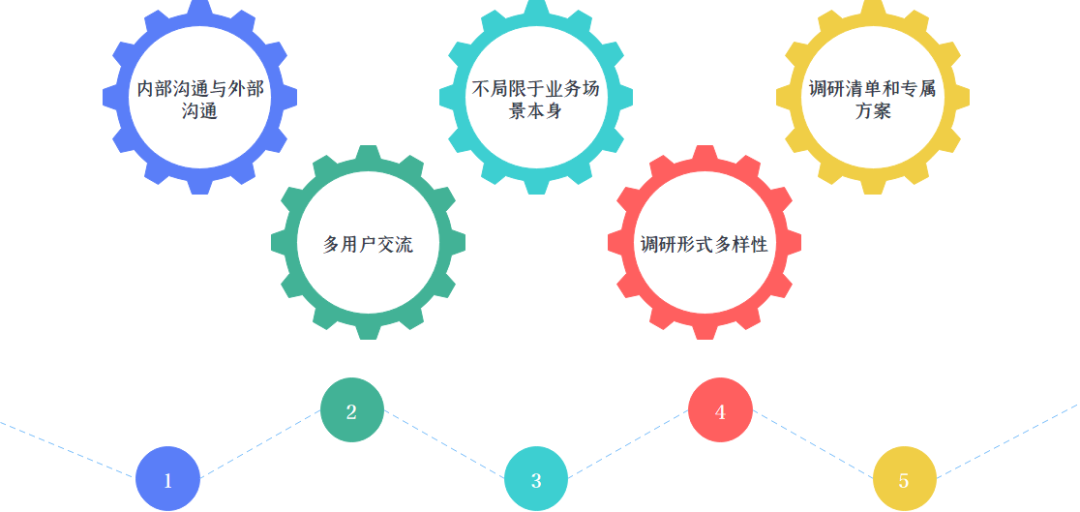 内部沟通与外部
沟通
不局限于业务场
景本身
调研清单和专属
方案
多用户交流
调研形式多样性
2
4
1
3
5